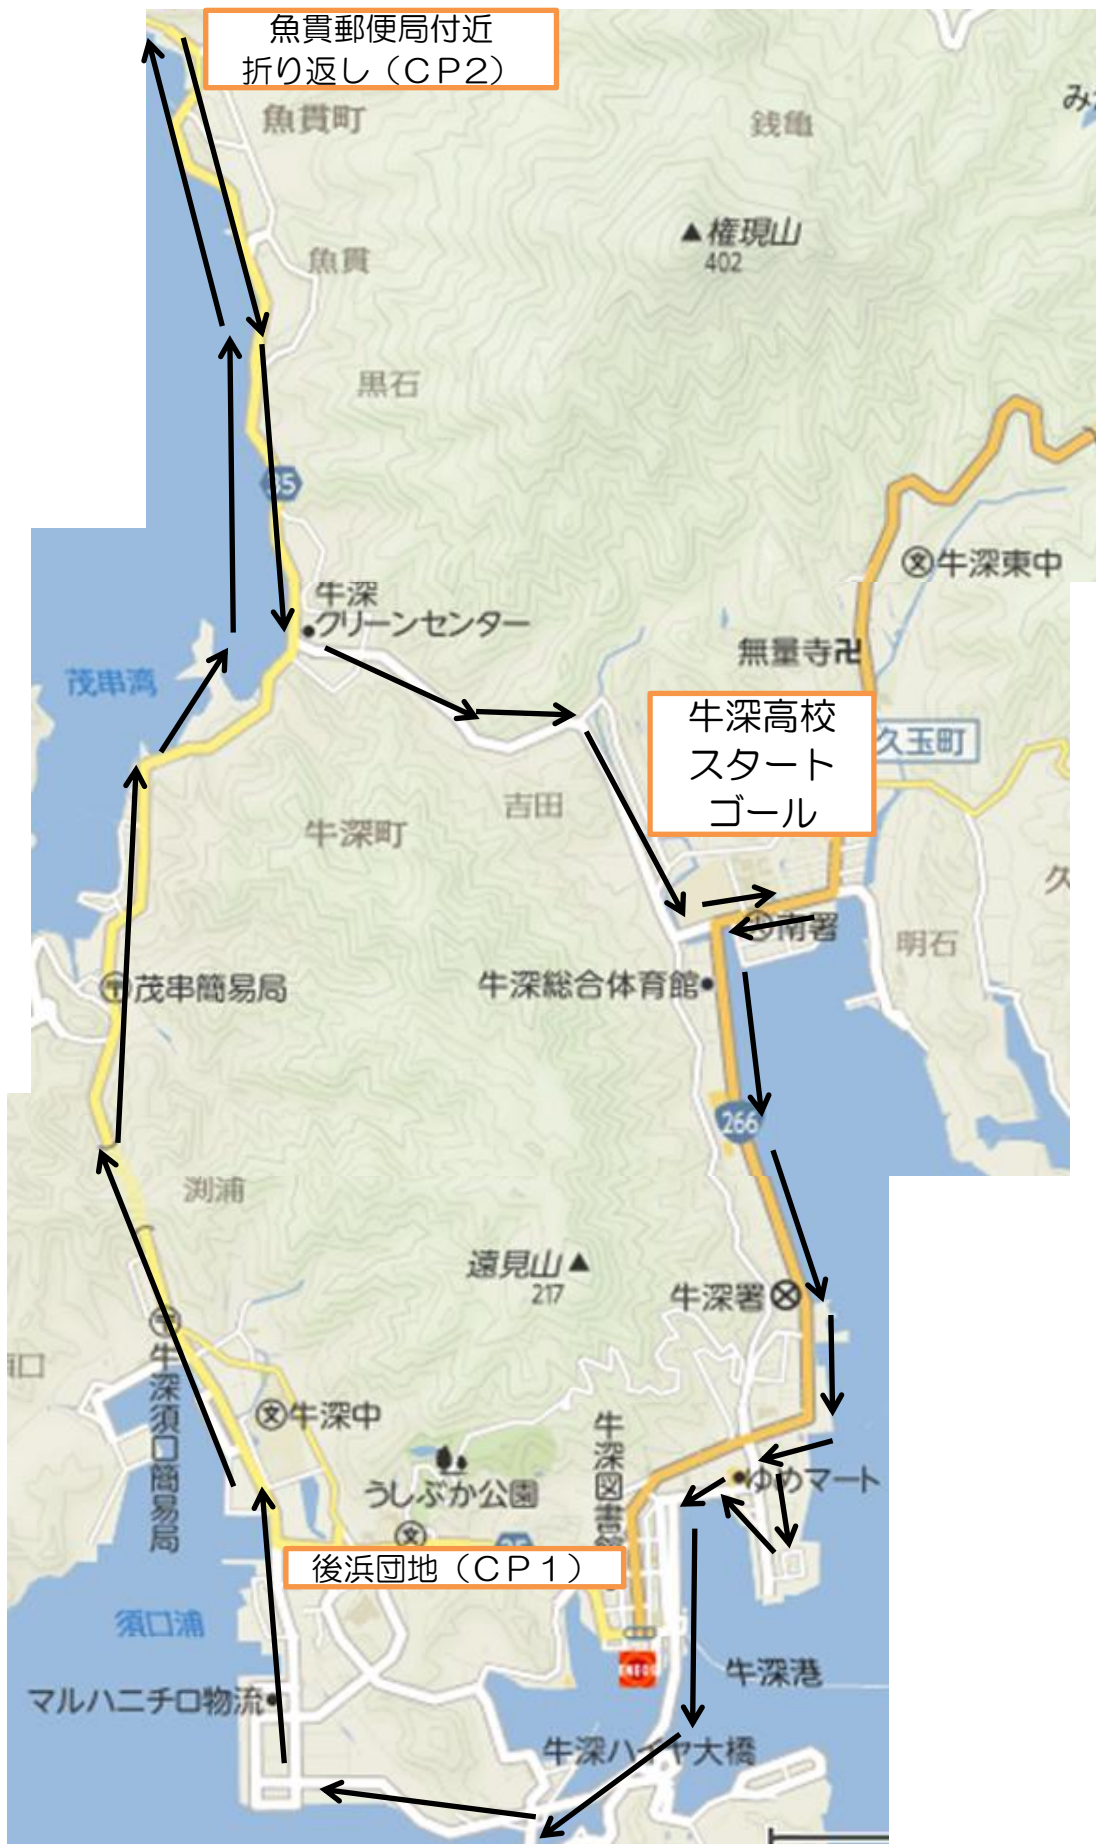 魚貫郵便局付近
折り返し（CP2）
魚貫町
銭亀
権現山
402
魚貫
黒石
35
牛深東中
牛深
クリーンセンター
無量寺
茂串湾
牛深高校
スタート
ゴール
久玉町
吉田
牛深町
南署
明石
茂串簡易局
牛深総合体育館
266
渕浦
遠見山
217
牛深署
牛深須口簡易局
牛深中
牛深図書館
うしぶか公園
ゆめマート
後浜団地（CP1）
須口浦
ENEOS
牛深港
マルハニチロ物流
牛深ハイヤ大橋